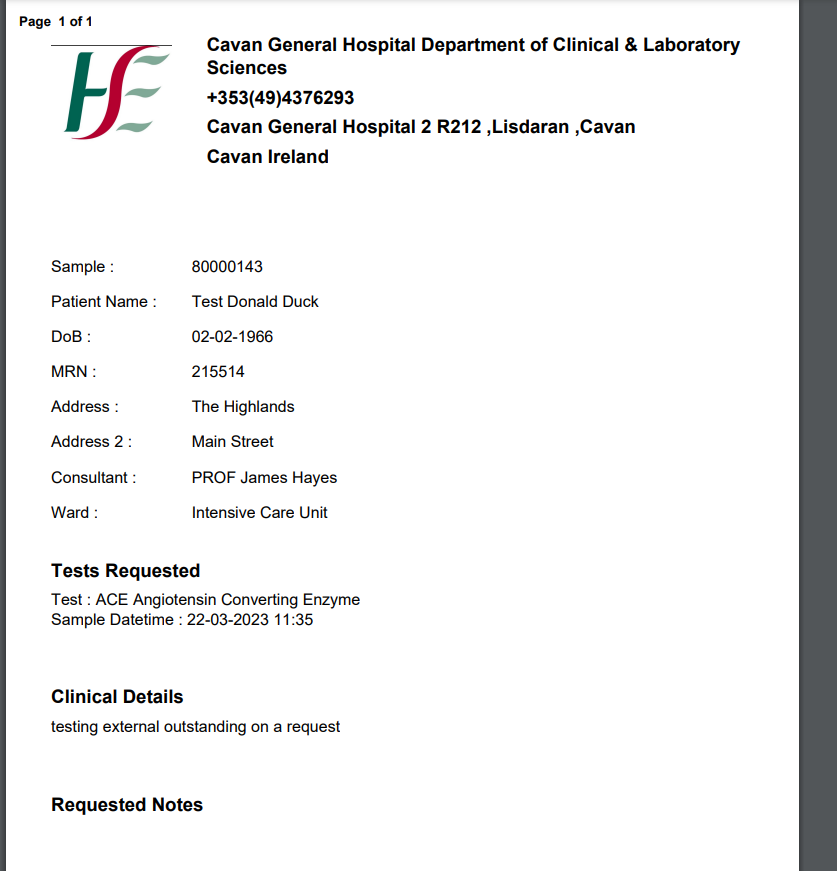 Page 1 of 1
HSE
Cavan General Hospital Department of Clinical & Laboratory
Sciences
+353(49)4376293
Cavan General Hospital 2 R212 ,Lisdaran ,Cavan
Cavan Ireland
Sample : 80000143
Patient Name : Test Donald Duck
DoB : 02-02-1966
MRN : 215514
Address : The Highlands
Address 2 : Main Street
Consultant : PROF James Hayes
Ward : Intensive Care Unit
Tests Requested
Test : ACE Angiotensin Converting Enzyme
Sample Datetime : 22-03-2023 11:35
Clinical Details
testing external outstanding on a request
Requested Notes